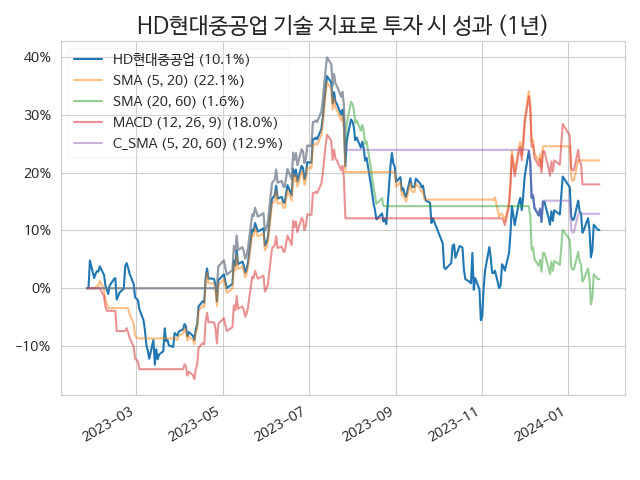 HD현대중공업 기술 지표로 투자 시 성과 (1년)
40%
30%
20%
10%
0%
−10%
HD현대중공업 (10.1%)
SMA (5, 20) (22.1%)
SMA (20, 60) (1.6%)
MACD (12, 26, 9) (18.0%)
C_SMA (5, 20, 60) (12.9%)
2023-03
2023-05
2023-07
2023-09
2023-11
2024-01